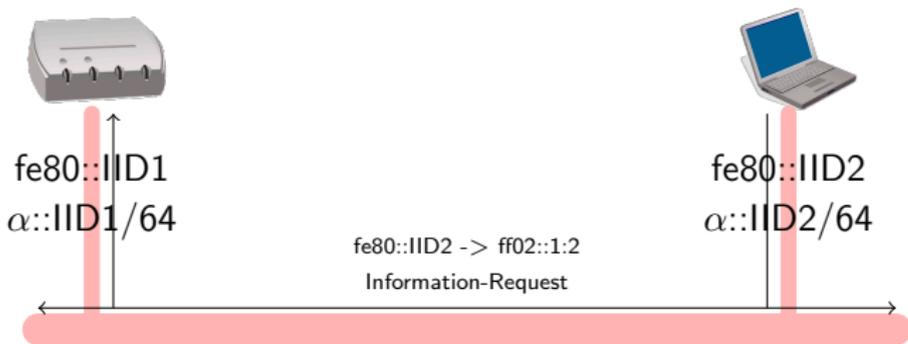 fe80::IID1
α::IID1/64
fe80::IID2
α::IID2/64
fe80::IID2 -> ff02::1:2
Information-Request